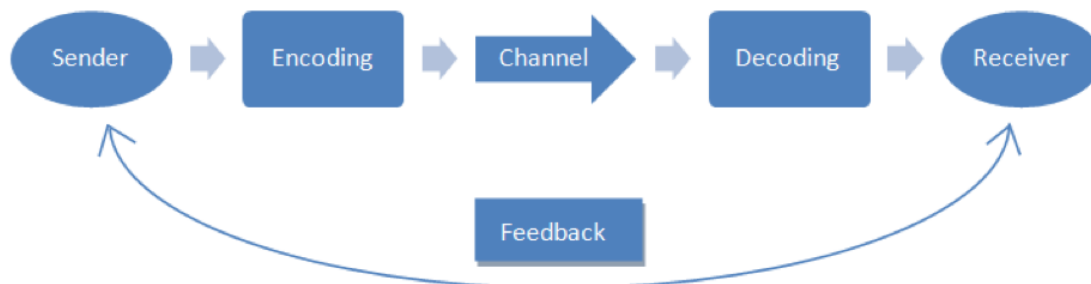 Sender
Encoding
Channel
Decoding
Receiver
Feedback